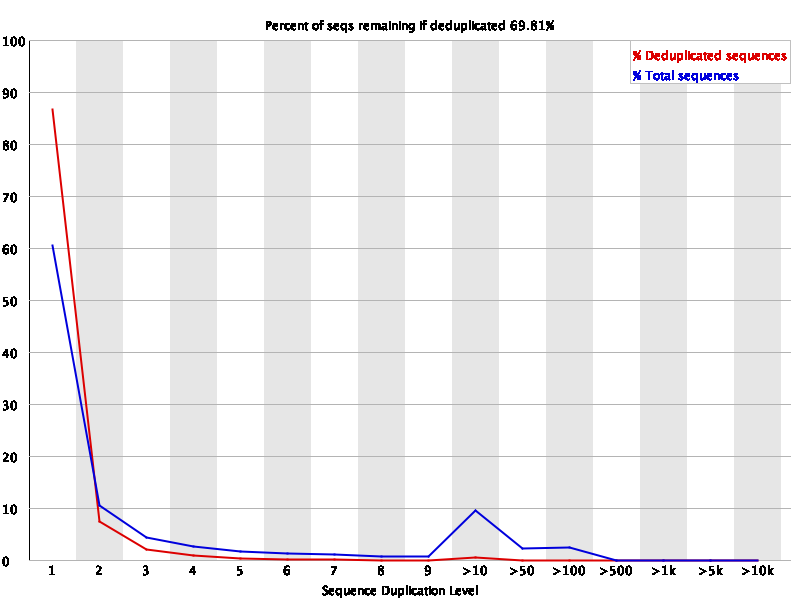 Percent of seqs remaining if deduplicated 69.81%
% Deduplicated sequences
% Total sequences
100
90
80
70
60
50
40
30
20
10
0
1 2 3 4 5 6 7 8 9 >10 >50 >100 >500 >1k >5k >10k
Sequence Duplication Level